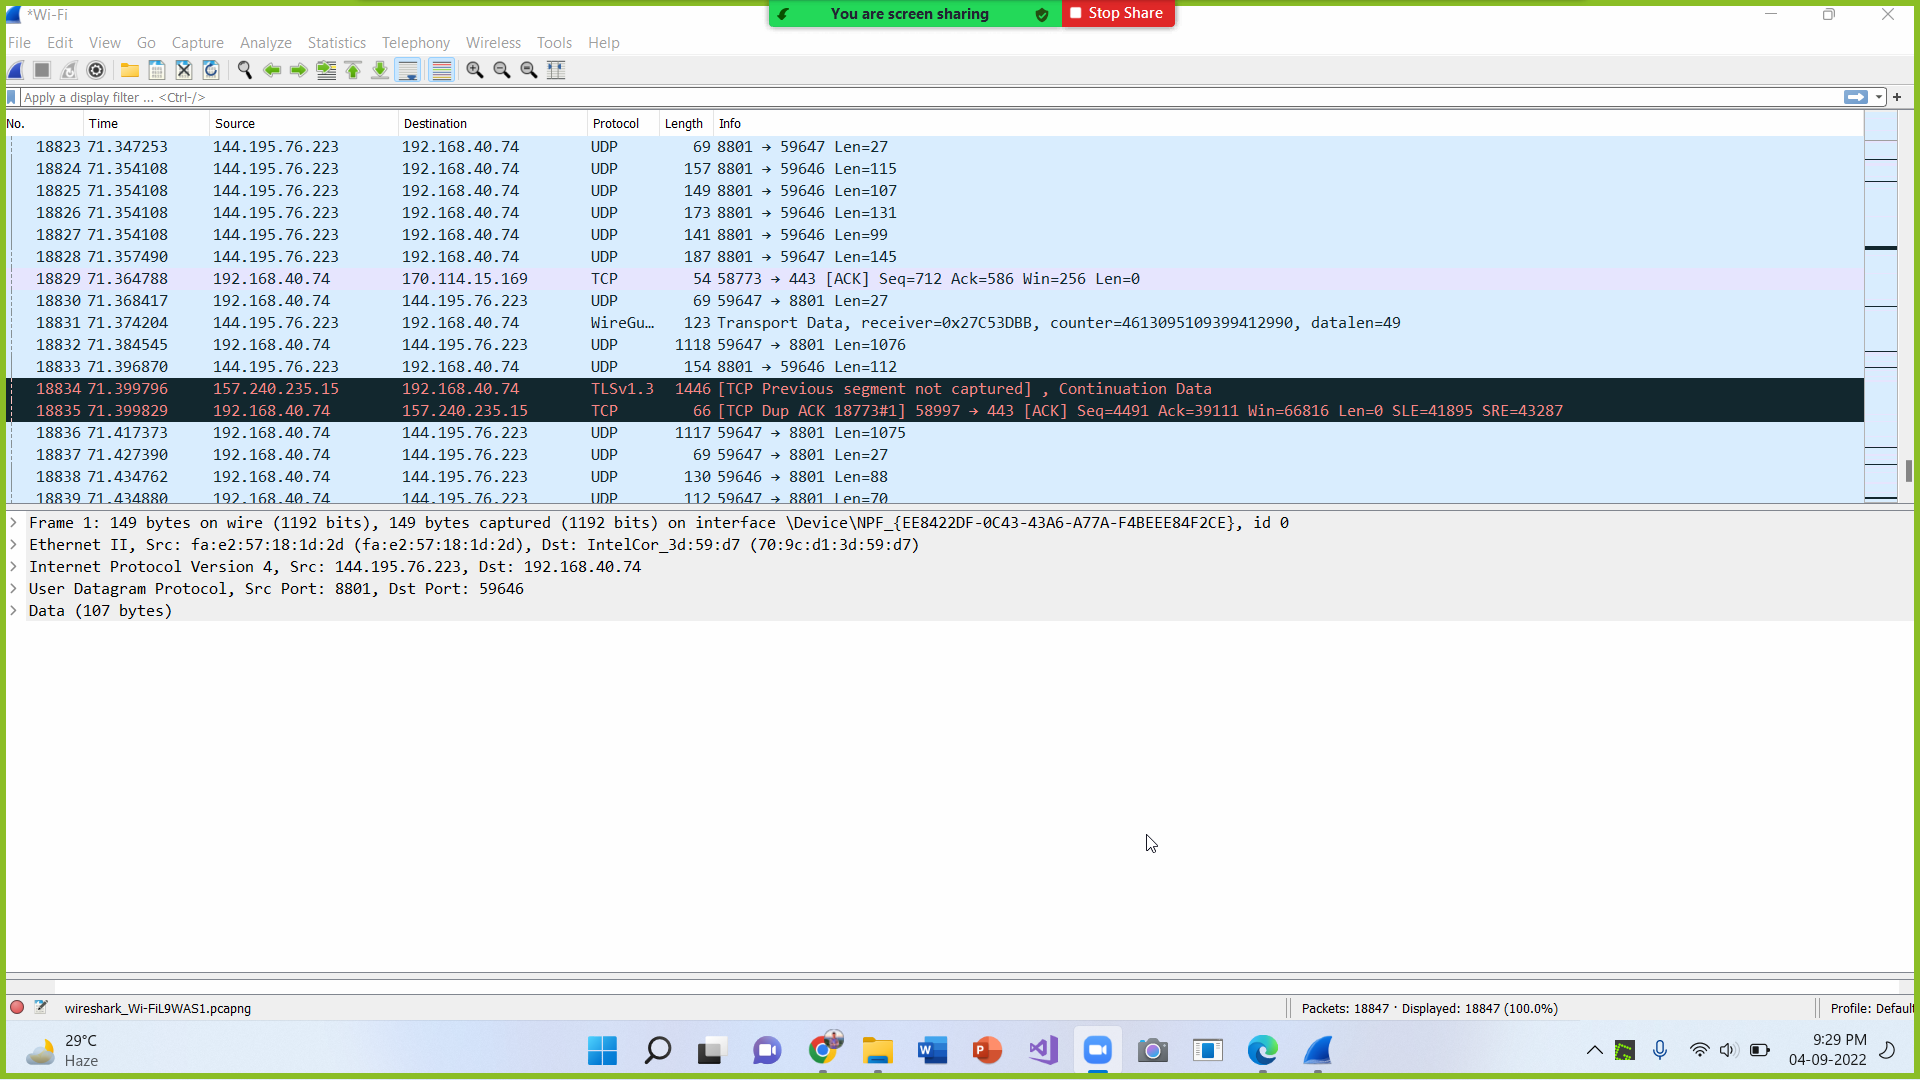 *Wi-Fi
You are screen sharing
Stop Share
File Edit View Go Capture Analyze Statistics Telephony Wireless Tools Help
Apply a display filter ... <Ctrl-/>
No. Time Source Destination Protocol Length Info
18823 71.347253 144.195.76.223 192.168.40.74 UDP 69 8801 → 59647 Len=27
18824 71.354108 144.195.76.223 192.168.40.74 UDP 157 8801 → 59646 Len=115
18825 71.354108 144.195.76.223 192.168.40.74 UDP 149 8801 → 59646 Len=107
18826 71.354108 144.195.76.223 192.168.40.74 UDP 173 8801 → 59646 Len=131
18827 71.354108 144.195.76.223 192.168.40.74 UDP 141 8801 → 59646 Len=99
18828 71.357490 144.195.76.223 192.168.40.74 UDP 187 8801 → 59647 Len=145
18829 71.364788 192.168.40.74 170.114.15.169 TCP 54 58773 → 443 [ACK] Seq=712 Ack=586 Win=256 Len=0
18830 71.368417 192.168.40.74 144.195.76.223 UDP 69 59647 → 8801 Len=27
18831 71.374204 144.195.76.223 192.168.40.74 WireGu… 123 Transport Data, receiver=0x27C53DBB, counter=4613095109399412990, datalen=49
18832 71.384545 192.168.40.74 144.195.76.223 UDP 1118 59647 → 8801 Len=1076
18833 71.396870 144.195.76.223 192.168.40.74 UDP 154 8801 → 59646 Len=112
18834 71.399796 157.240.235.15 192.168.40.74 TLSv1.3 1446 [TCP Previous segment not captured] , Continuation Data
18835 71.399829 192.168.40.74 157.240.235.15 TCP 66 [TCP Dup ACK 18773#1] 58997 → 443 [ACK] Seq=4491 Ack=39111 Win=66816 Len=0 SLE=41895 SRE=43287
18836 71.417373 192.168.40.74 144.195.76.223 UDP 1117 59647 → 8801 Len=1075
18837 71.427390 192.168.40.74 144.195.76.223 UDP 69 59647 → 8801 Len=27
18838 71.434762 192.168.40.74 144.195.76.223 UDP 130 59646 → 8801 Len=88
18839 71.434880 192.168.40.74 144.195.76.223 UDP 112 59647 → 8801 Len=70
Frame 1: 149 bytes on wire (1192 bits), 149 bytes captured (1192 bits) on interface \Device\NPF_{EE8422DF-0C43-43A6-A77A-F4BEEE84F2CE}, id 0
Ethernet II, Src: fa:e2:57:18:1d:2d (fa:e2:57:18:1d:2d), Dst: IntelCor_3d:59:d7 (70:9c:d1:3d:59:d7)
Internet Protocol Version 4, Src: 144.195.76.223, Dst: 192.168.40.74
User Datagram Protocol, Src Port: 8801, Dst Port: 59646
Data (107 bytes)
wireshark_Wi-FiL9WAS1.pcapng
Packets: 18847 · Displayed: 18847 (100.0%)
Profile: Default
29°C
Haze
9:29 PM
04-09-2022